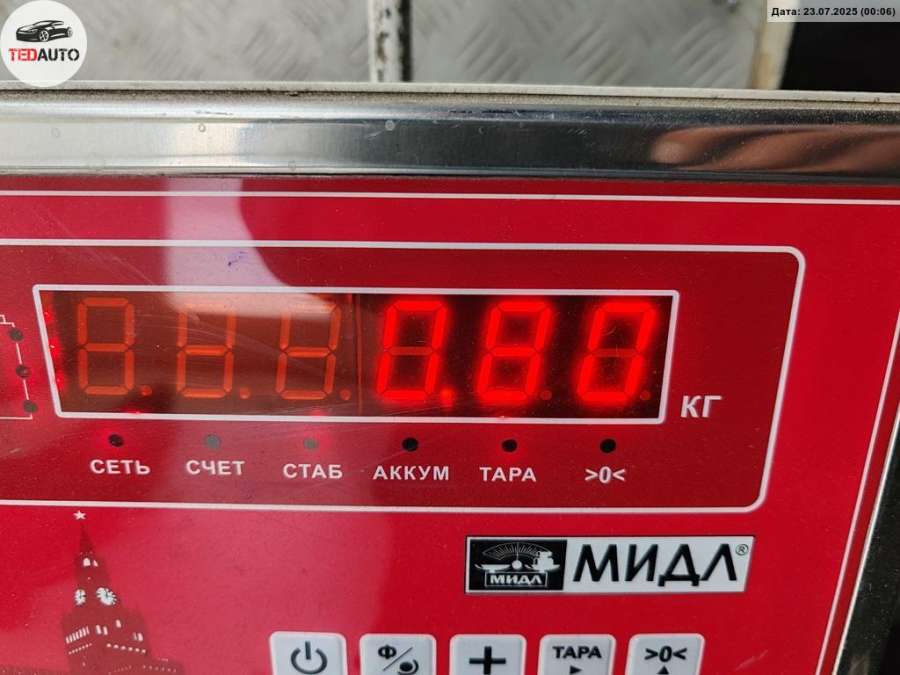 TEDAUTO
Дата: 23.07.2025 (00:06)
0.80
КГ
СЕТЬ СЧЕТ СТАБ АККУМ ТАРА >0<
МИДЛ МИДЛ®
Ф/ + ТАРА >0<